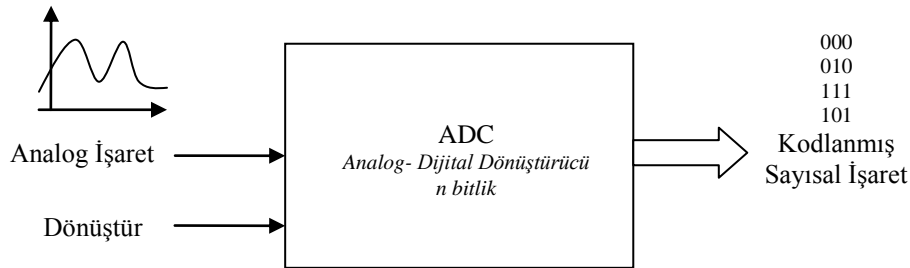 Analog İşaret
Dönüştür
ADC
Analog- Dijital Dönüştürücü
n bitlik
000
010
111
101
Kodlanmış
Sayısal İşaret